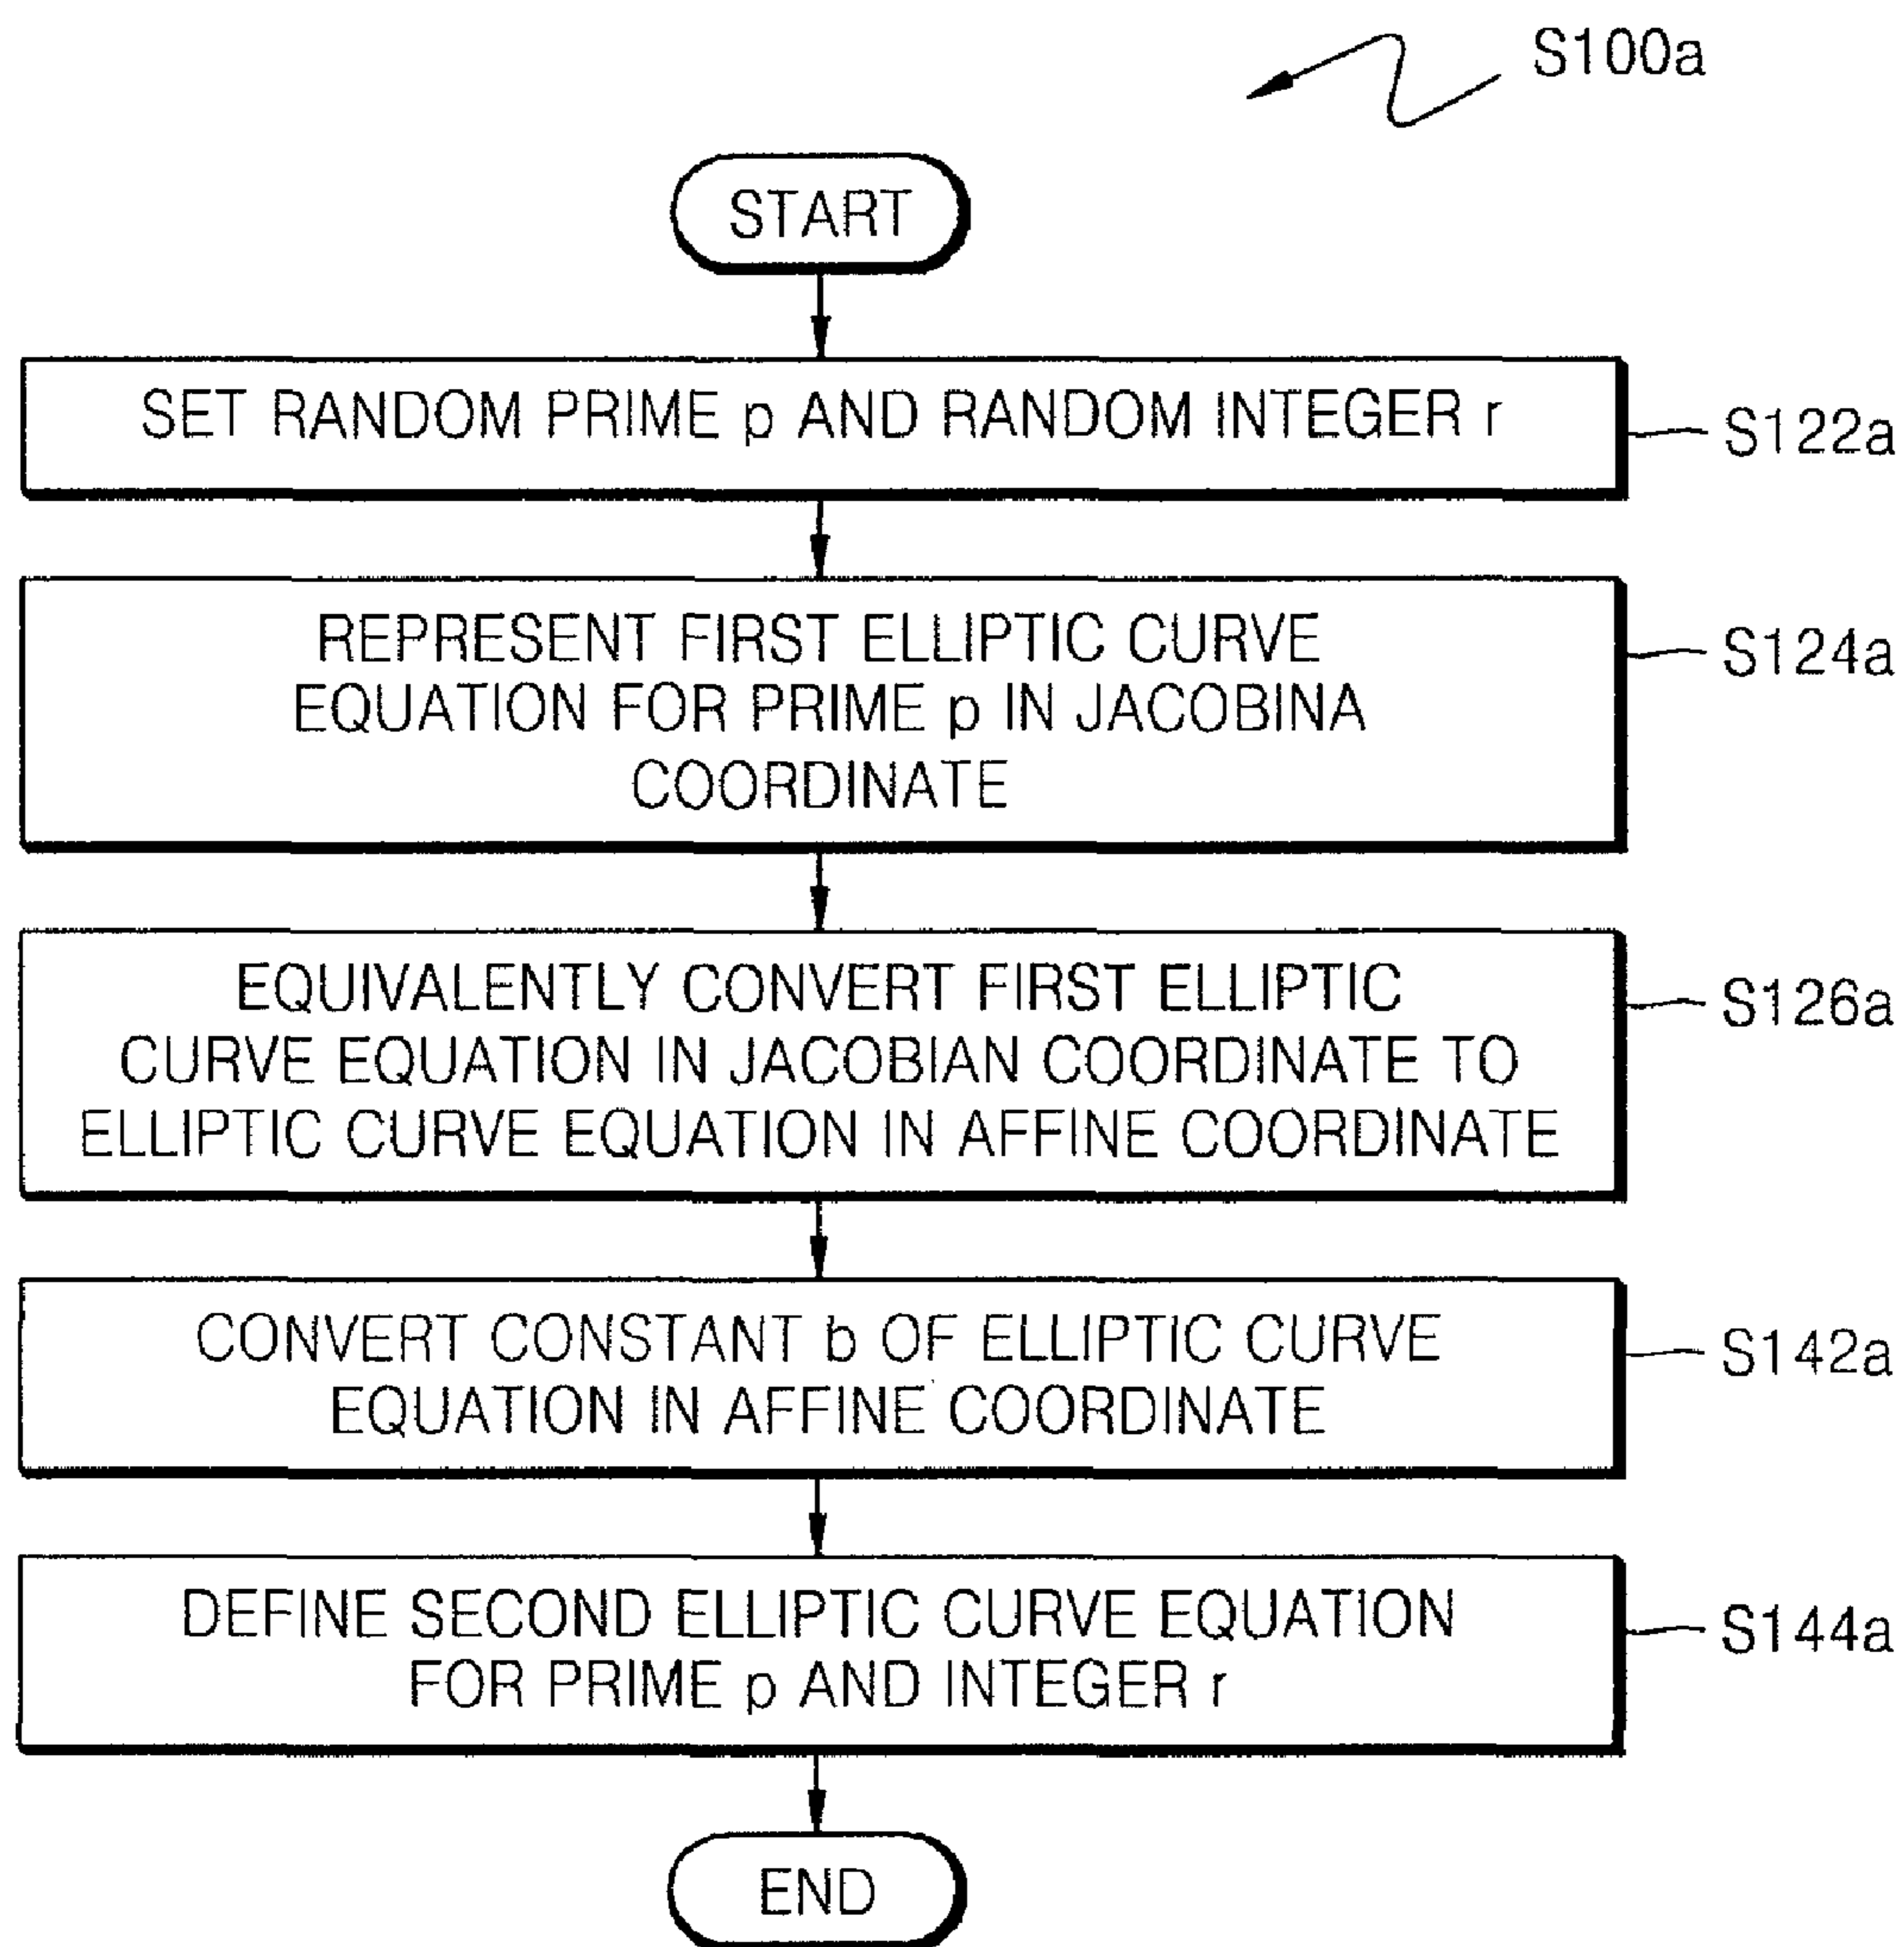 S100a
START
SET RANDOM PRIME p AND RANDOM INTEGER r
S122a
REPRESENT FIRST ELLIPTIC CURVE
EQUATION FOR PRIME p IN JACOBINA
COORDINATE
S124a
EQUIVALENTLY CONVERT FIRST ELLIPTIC
CURVE EQUATION IN JACOBIAN COORDINATE TO
ELLIPTIC CURVE EQUATION IN AFFINE COORDINATE
S126a
CONVERT CONSTANT b OF ELLIPTIC CURVE
EQUATION IN AFFINE COORDINATE
S142a
DEFINE SECOND ELLIPTIC CURVE EQUATION
FOR PRIME p AND INTEGER r
S144a
END